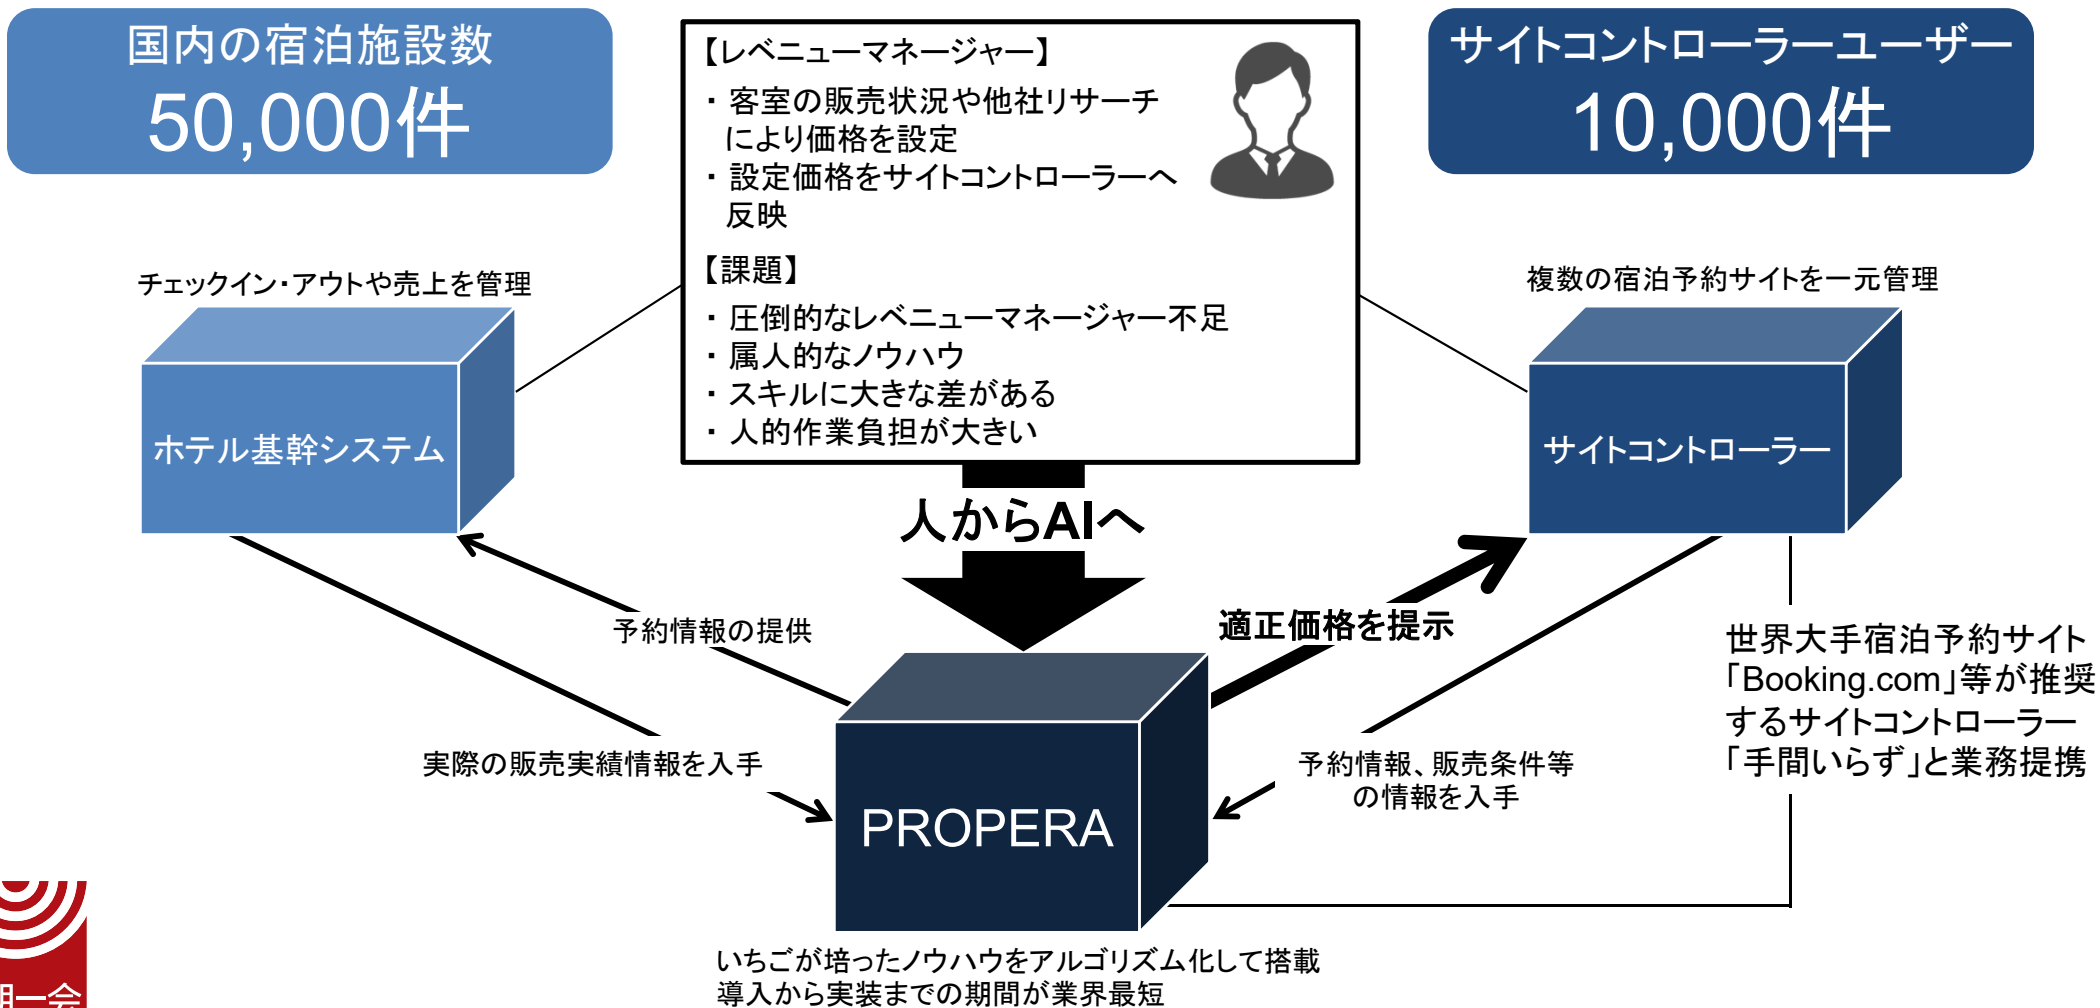 国内の宿泊施設数
50,000件
【レベニューマネージャー】
・ 客室の販売状況や他社リサーチ
により価格を設定
・ 設定価格をサイトコントローラーへ
反映
【課題】
・ 圧倒的なレベニューマネージャー不足
・ 属人的なノウハウ
・ スキルに大きな差がある
・ 人的作業負担が大きい
サイトコントローラーユーザー
10,000件
チェックイン・アウトや売上を管理
ホテル基幹システム
複数の宿泊予約サイトを一元管理
サイトコントローラー
人からAIへ
予約情報の提供
適正価格を提示
実際の販売実績情報を入手
予約情報、販売条件等
の情報を入手
世界大手宿泊予約サイト
「Booking.com」等が推奨
するサイトコントローラー
「手間いらず」と業務提携
PROPERA
いちごが培ったノウハウをアルゴリズム化して搭載
導入から実装までの期間が業界最短
期一会